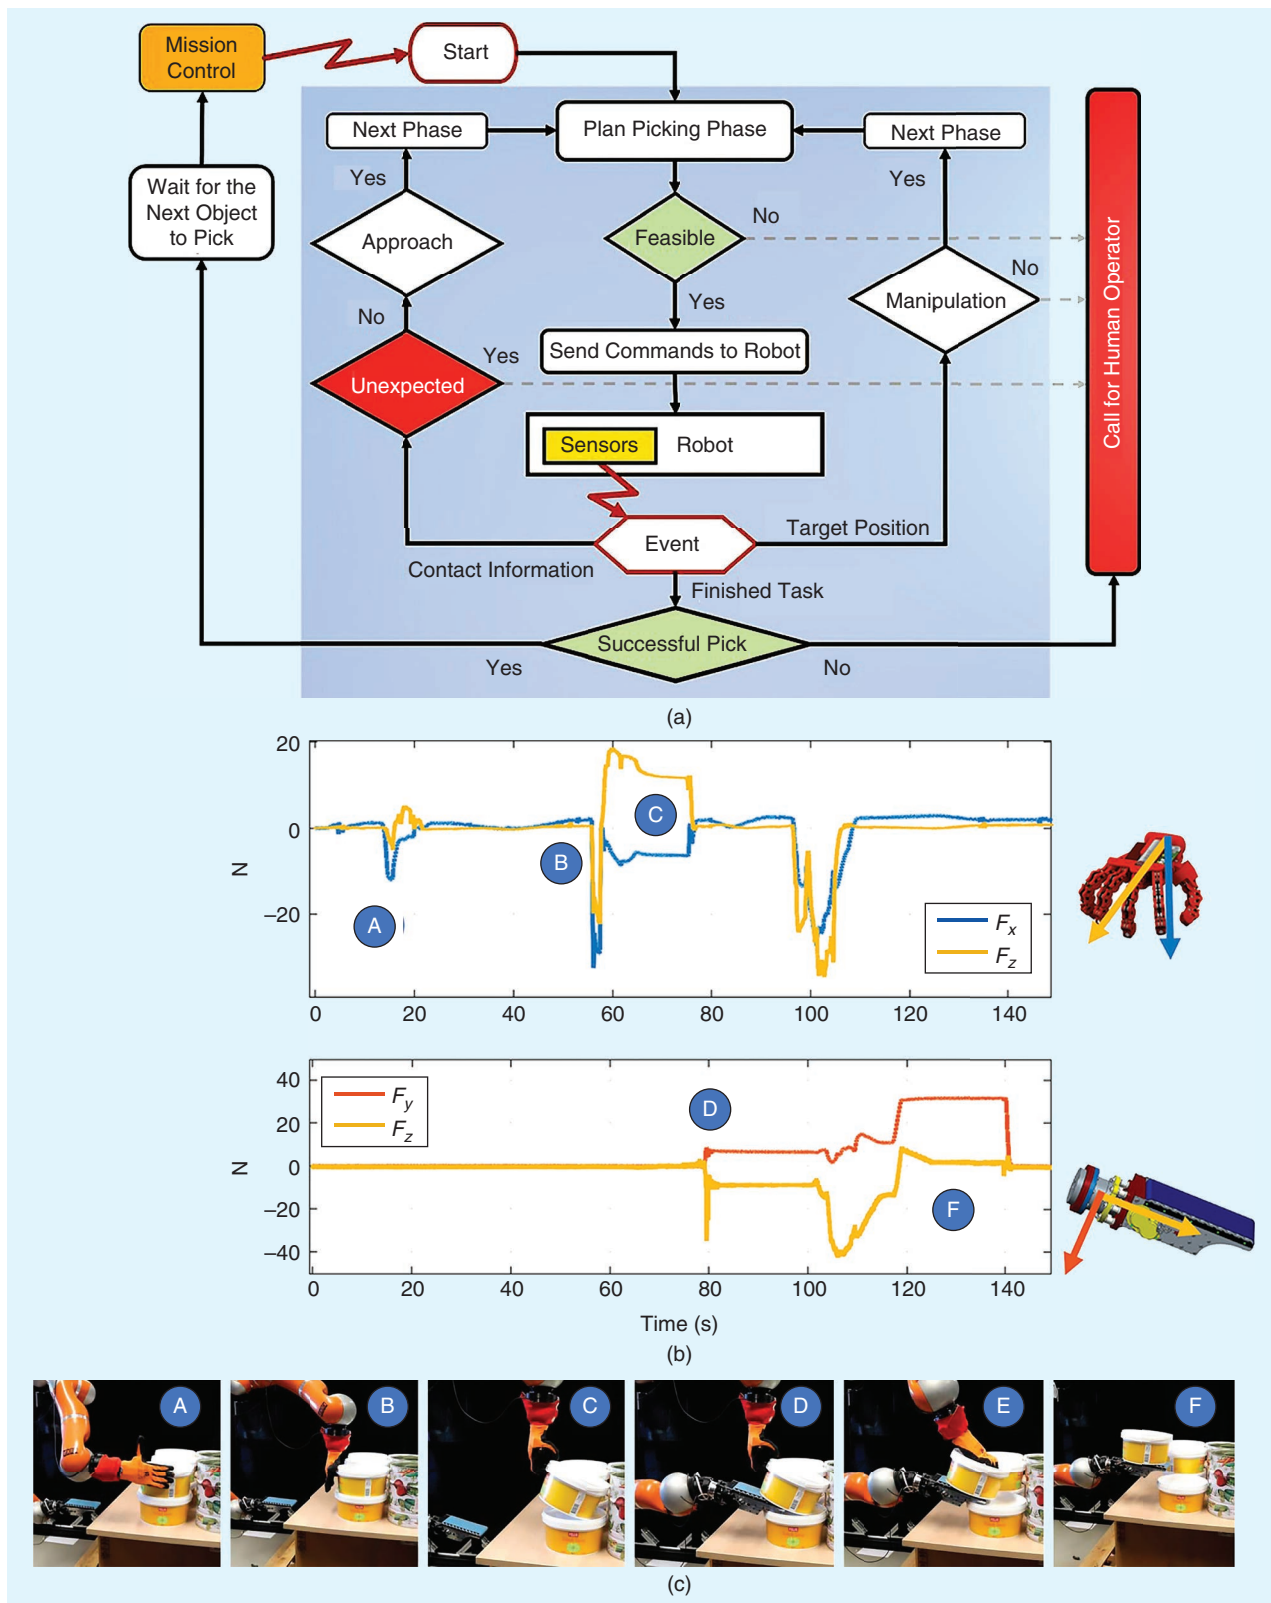 Mission
Control
Start
Next Phase
Plan Picking Phase
Next Phase
Yes
Yes
Wait for the
Next Object
to Pick
Approach
Feasible
No
No
Manipulation
Yes
No
Send Commands to Robot
Yes
Unexpected
Sensors
Robot
Call for Human Operator
Event
Target Position
Contact Information
Finished Task
Successful Pick
Yes
No
(a)
20
0
–20
N
A
B
C
Fx
Fz
0
20
40
60
80
100
120
140
40
20
0
–20
–40
N
Fy
Fz
D
F
0
20
40
60
80
100
120
140
Time (s)
(b)
A
B
C
D
E
F
(c)